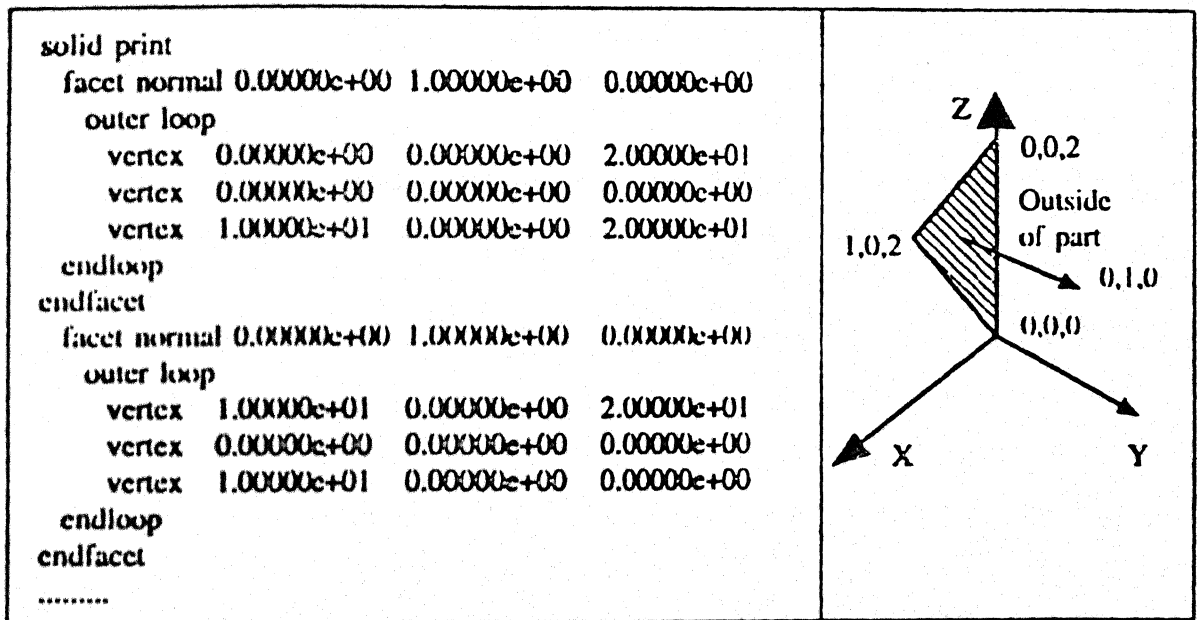 solid print
facet normal 0.00000e+00 1.00000e+00 0.00000e+00
outer loop
vertex 0.00000e+00 0.00000e+00 2.00000e+01
vertex 0.00000e+00 0.00000e+00 0.00000e+00
vertex 1.00000e+01 0.00000e+00 2.00000e+01
endloop
endfacet
facet normal 0.00000e+00 1.00000e+00 0.00000e+00
outer loop
vertex 1.00000e+01 0.00000e+00 2.00000e+01
vertex 0.00000e+00 0.00000e+00 0.00000e+00
vertex 1.00000e+01 0.00000e+00 0.00000e+00
endloop
endfacet
.........
Z
0,0,2
Outside
of part
1,0,2
0,1,0
0,0,0
X
Y